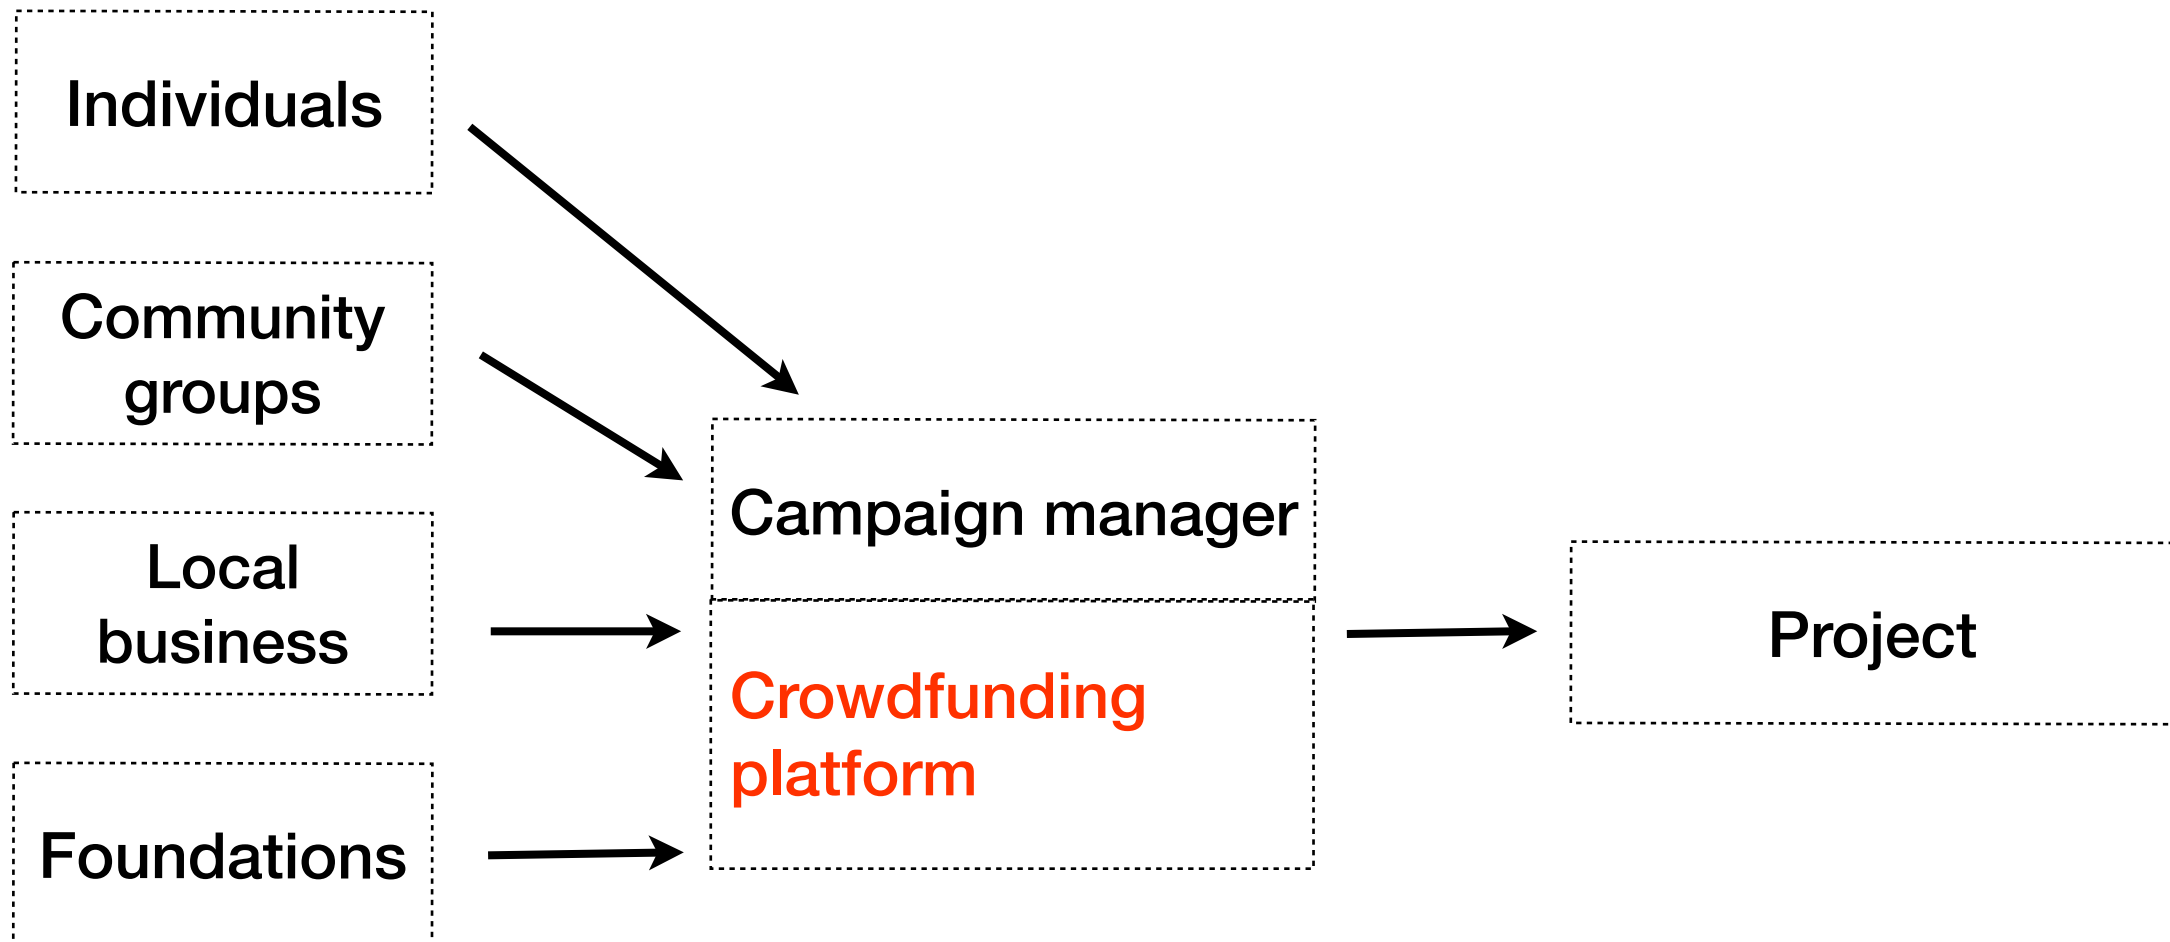 Individuals
Community
groups
Local
business
Foundations
Campaign manager
Crowdfunding
platform
Project